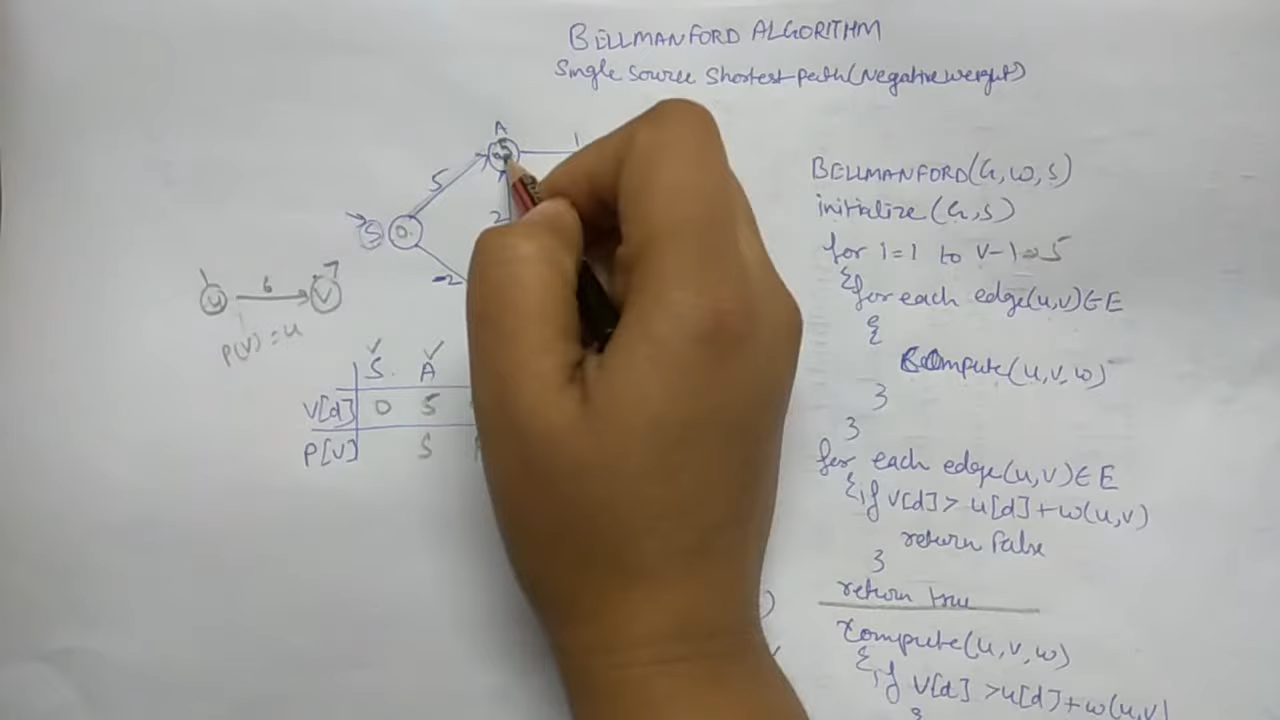 BELLMANFORD ALGORITHM
Single Source Shortest path (Negative weight)
A
1
5
5
2
S
0
-2
6
u
V
P(V) = u
S. A
V[d] 0 5
P[V] S
BELLMANFORD(G, w, s)
initialize (G, s)
for i=1 to V-1 5
{for each edge(u,v)∈E
{
Compute(u, v, w)
}
}
for each edge(u,v)∈E
{if v[d] > u[d] + w(u,v)
return False
}
return true
Compute(u, v, w)
{if V[d] > u[d] + w(u,v)